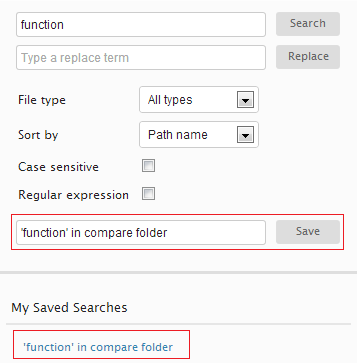 function Search
Type a replace term Replace
File type All types
Sort by Path name
Case sensitive
Regular expression
'function' in compare folder Save
My Saved Searches
'function' in compare folder